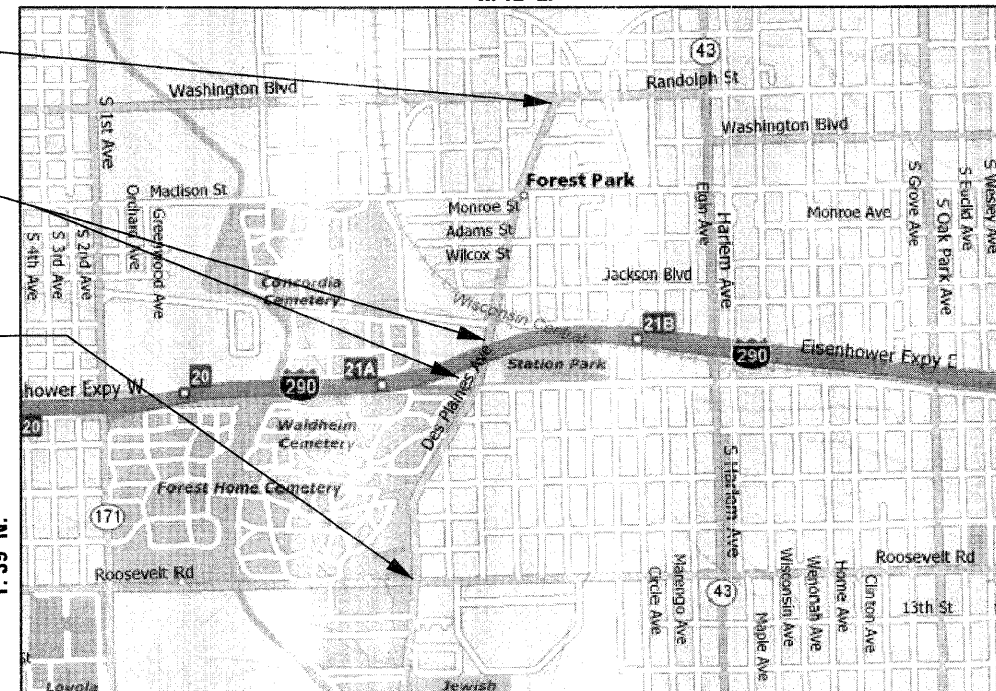 43
Randolph St
Washington Blvd
S 1st Ave
Washington Blvd
Forest Park
Madison St
Orchard Ave
Greenwood Ave
S 4th Ave
S 3rd Ave
S 2nd Ave
Monroe St
Adams St
Wilcox St
Elgin Ave
Harlem Ave
Monroe Ave
S Grove Ave
S Oak Park Ave
S Euclid Ave
S Wesley Ave
Jackson Blvd
Concordia
Cemetery
Wisconsin Central
21B
290
Eisenhower Expy E
Station Park
20
290
21A
hower Expy W
20
Des Plaines Ave
Waldheim
Cemetery
Forest Home Cemetery
171
T. 39 N.
S Harlem Ave
Roosevelt Rd
Roosevelt Rd
43
Circle Ave
Marengo Ave
Maple Ave
Wisconsin Ave
Wenonah Ave
Home Ave
Clinton Ave
13th St
St
Loyola
Jewish